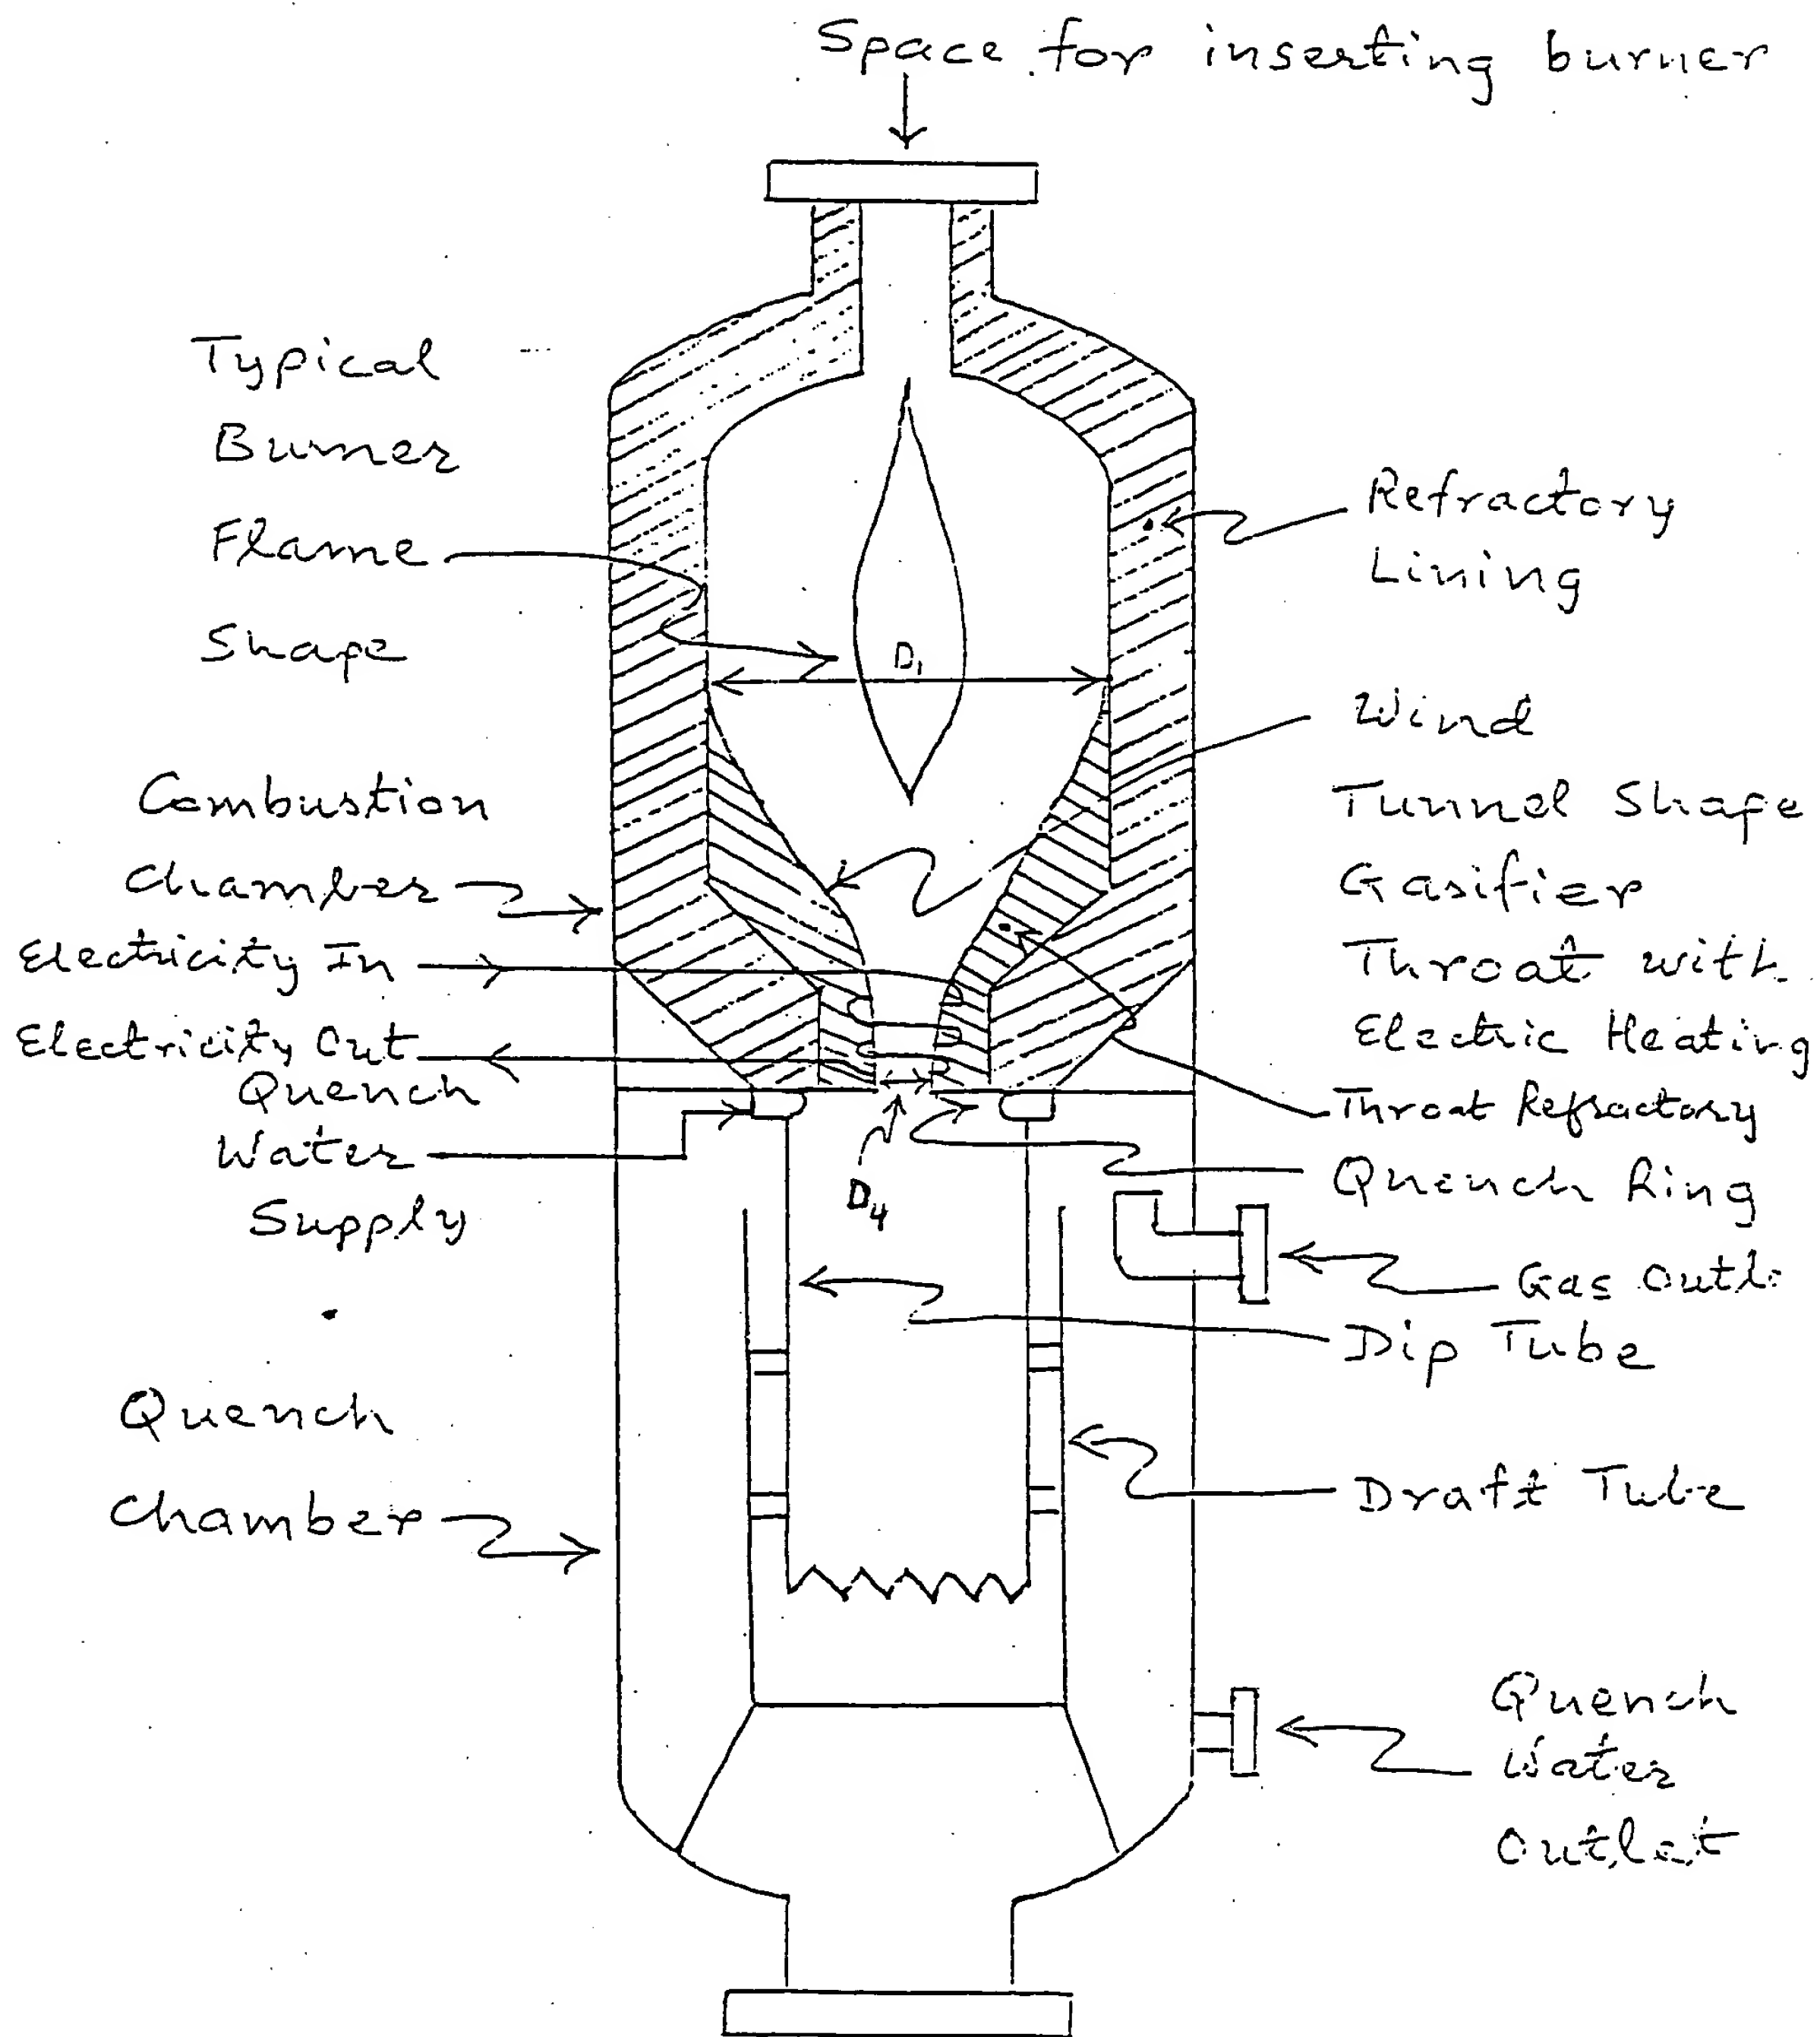 Space for inserting burner
Typical
Burner
Flame
Shape
Refractory
Lining
D₁
Wind
Tunnel Shape
Gasifier
Throat with
Electric Heating
Combustion
Chamber
Electricity In
Electricity Out
Throat Refractory
Quench
Water
Supply
D₄
Quench Ring
Gas Outl
Dip Tube
Quench
Chamber
Draft Tube
Quench
Water
Outlet